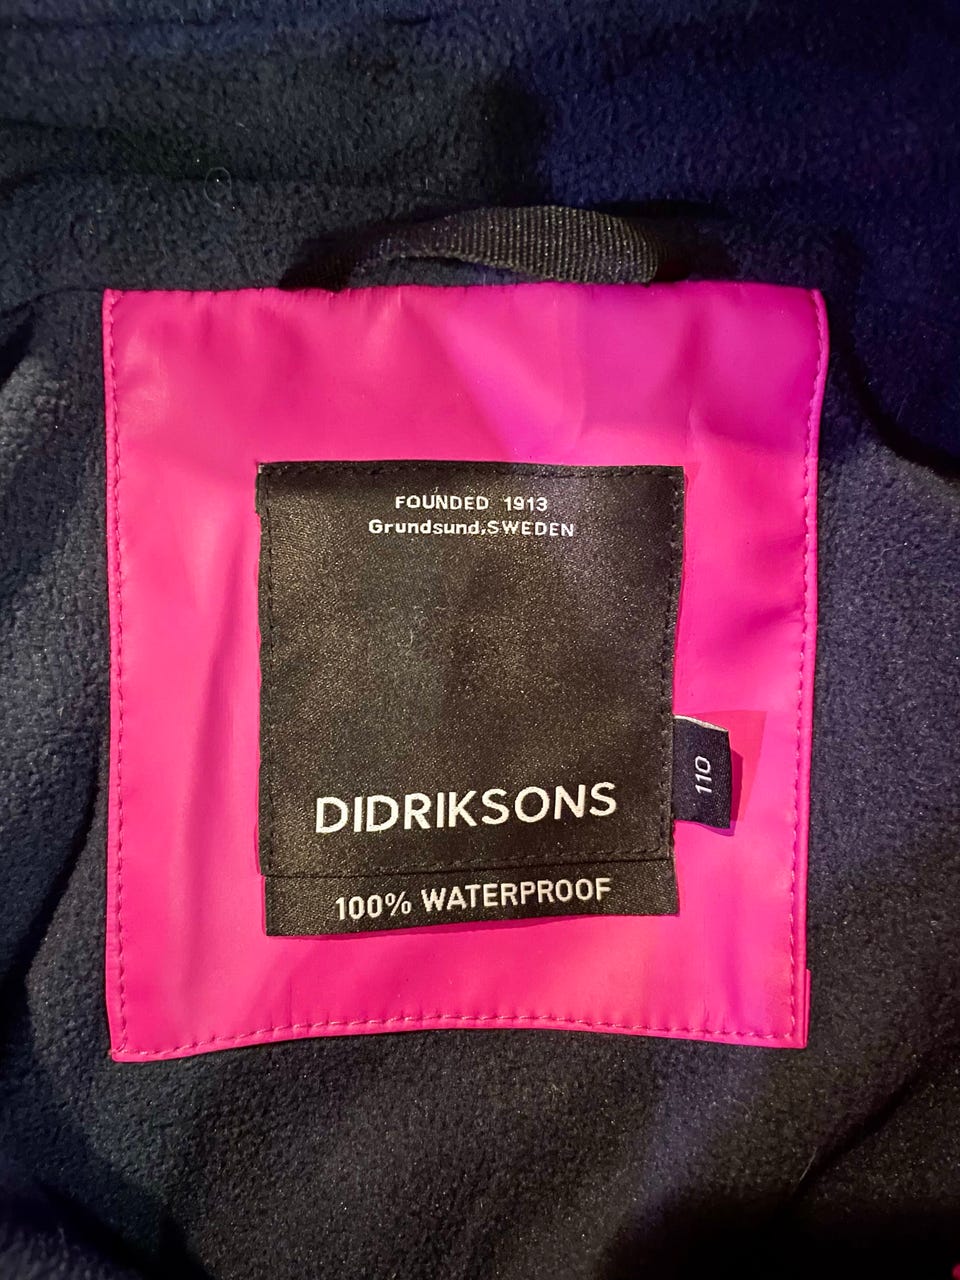 FOUNDED 1913
Grundsund,SWEDEN
DIDRIKSONS
110
100% WATERPROOF